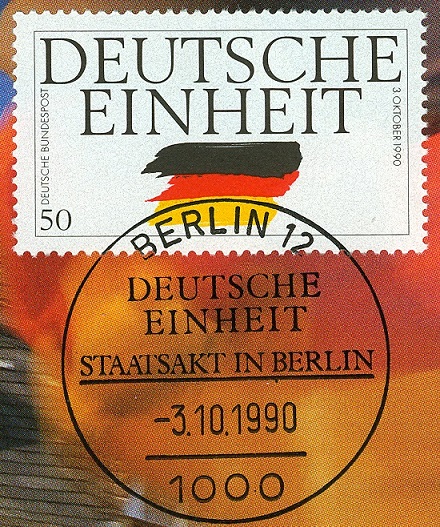 DEUTSCHE
EINHEIT
DEUTSCHE BUNDESPOST
3. OKTOBER 1990
50
BERLIN 12
DEUTSCHE
EINHEIT
STAATSAKT IN BERLIN
-3.10.1990
1000